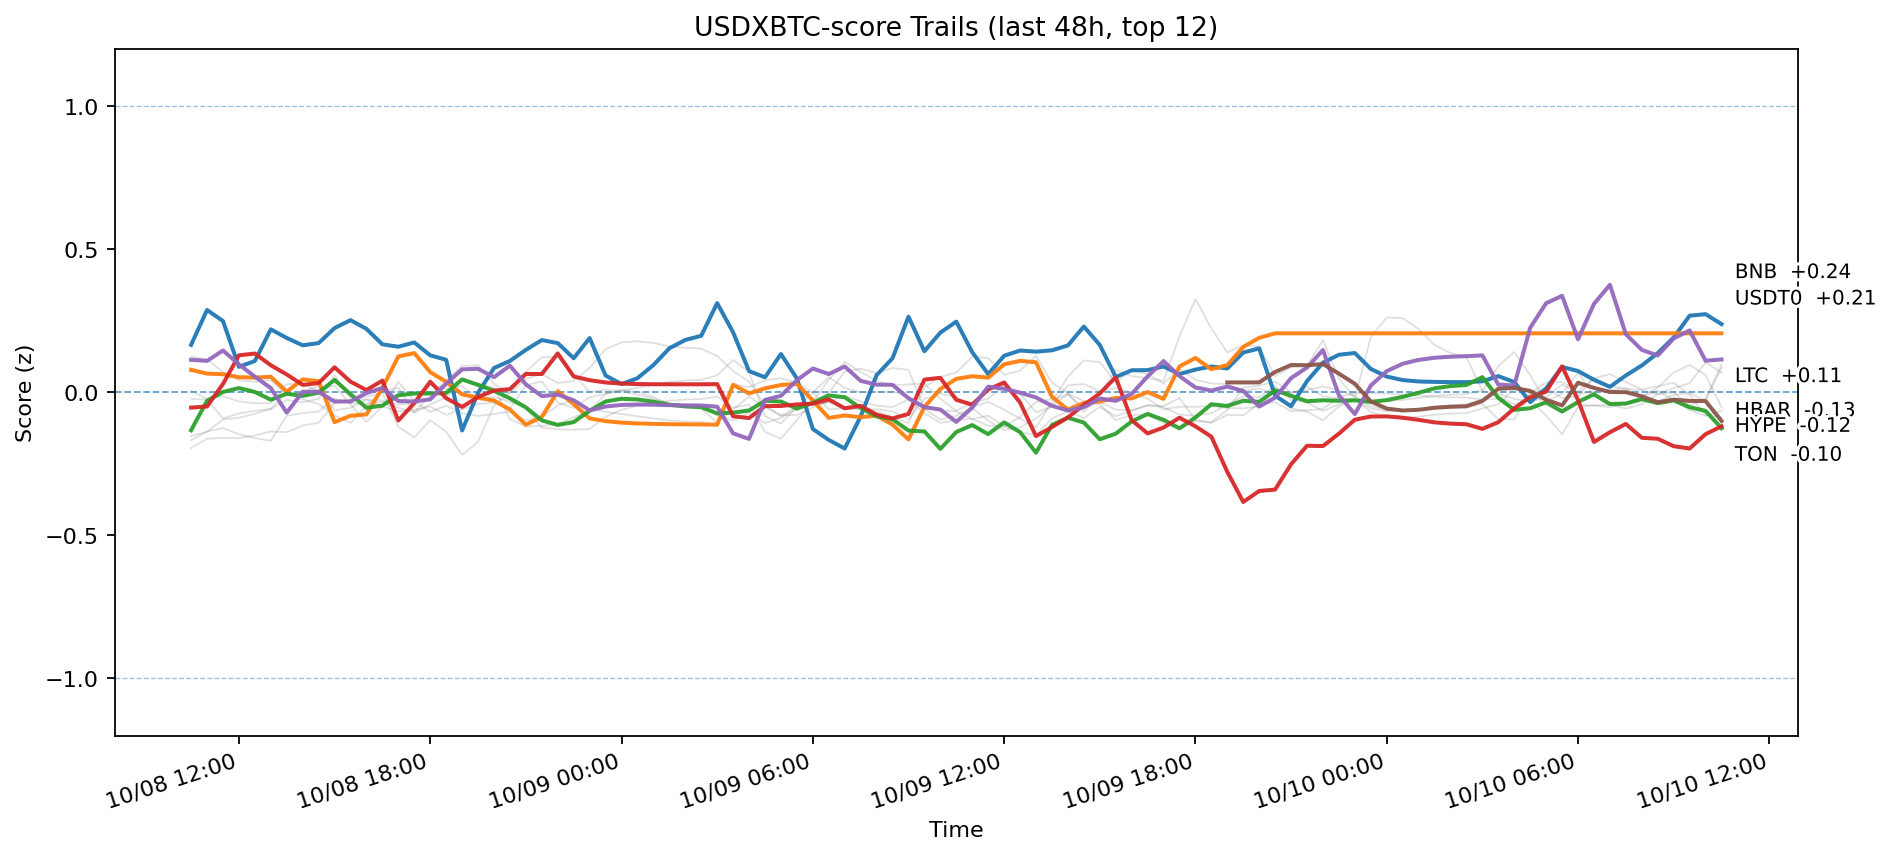 USDXBTC-score Trails (last 48h, top 12)
Score (z)
1.0
0.5
0.0
−0.5
−1.0
BNB +0.24
USDT0 +0.21
LTC +0.11
HBAR -0.13
HYPE -0.12
TON -0.10
10/08 12:00
10/08 18:00
10/09 00:00
10/09 06:00
10/09 12:00
10/09 18:00
10/10 00:00
10/10 06:00
10/10 12:00
Time